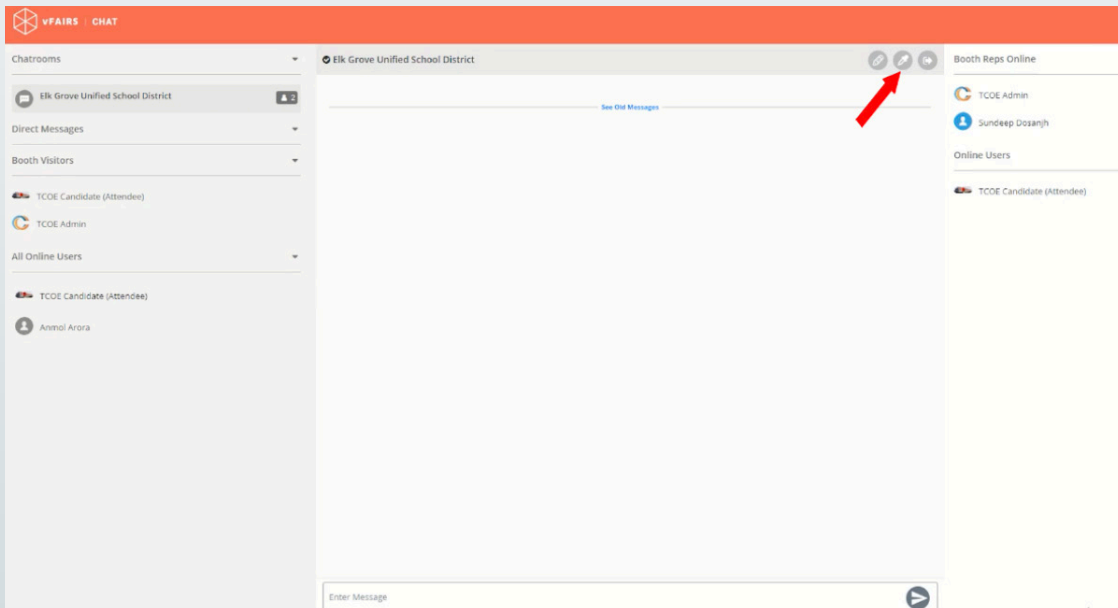 vFAIRS | CHAT
Chatrooms
Elk Grove Unified School District
2
Direct Messages
Booth Visitors
TCOE Candidate (Attendee)
TCOE Admin
All Online Users
TCOE Candidate (Attendee)
Anmol Arora
Elk Grove Unified School District
See Old Messages
Enter Message
Booth Reps Online
TCOE Admin
Sundeep Dosanjh
Online Users
TCOE Candidate (Attendee)